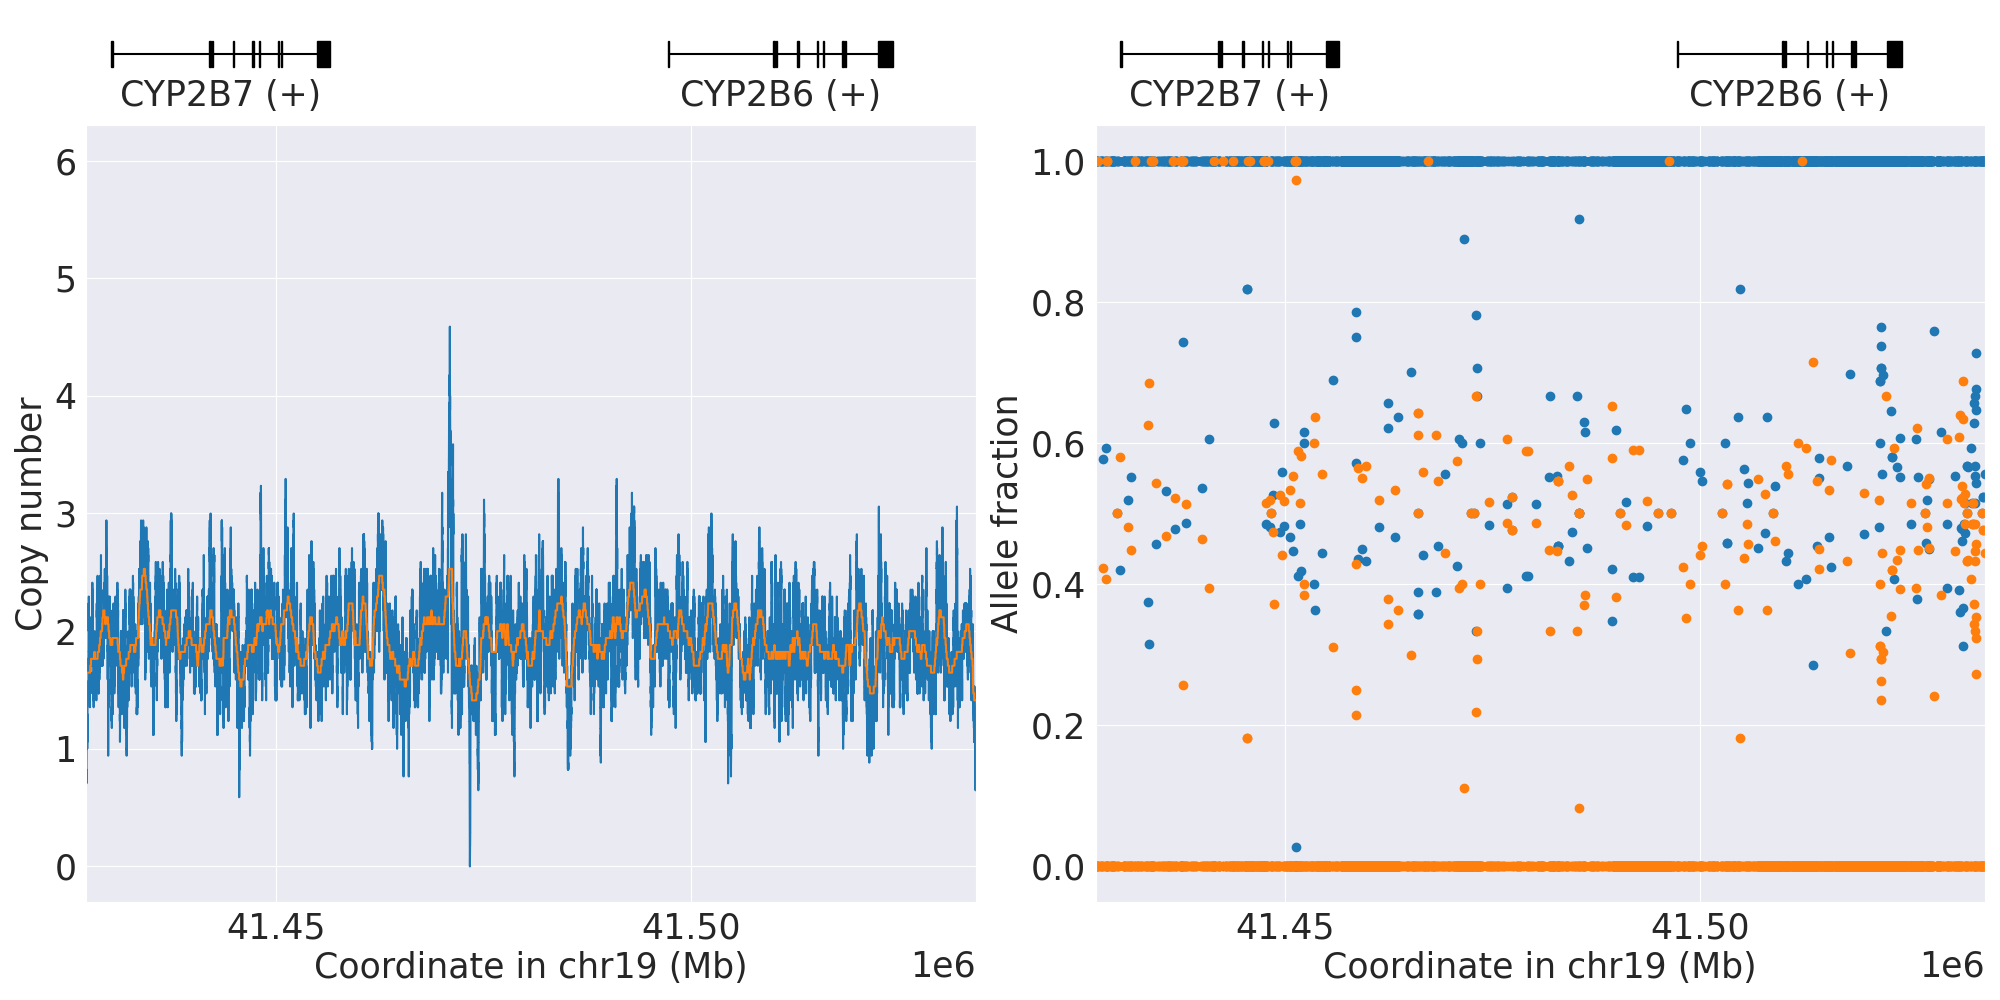 CYP2B7 (+)
CYP2B6 (+)
CYP2B7 (+)
CYP2B6 (+)
6
5
4
3
2
1
0
Copy number
41.45
41.50
Coordinate in chr19 (Mb)
1e6
1.0
0.8
0.6
0.4
0.2
0.0
Allele fraction
41.45
41.50
Coordinate in chr19 (Mb)
1e6